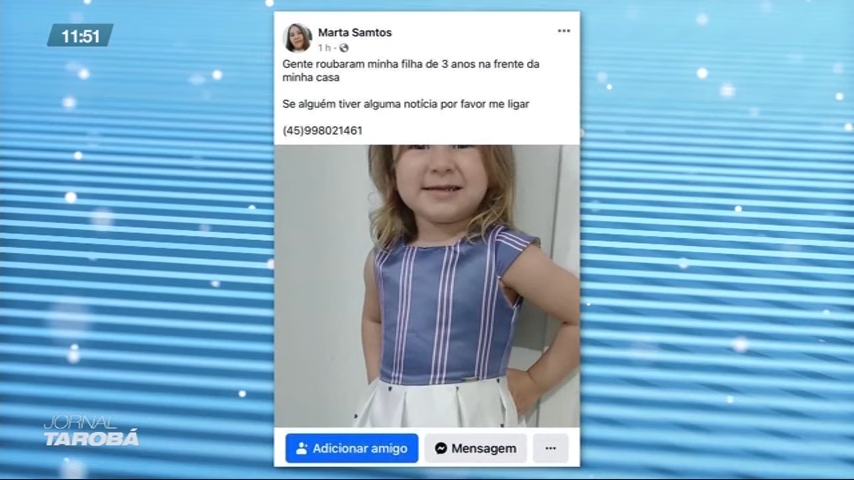 11:51
Marta Samtos
1 h
Gente roubaram minha filha de 3 anos na frente da
minha casa
Se alguém tiver alguma notícia por favor me ligar
(45)998021461
Adicionar amigo
Mensagem
JORNAL
TAROBÁ